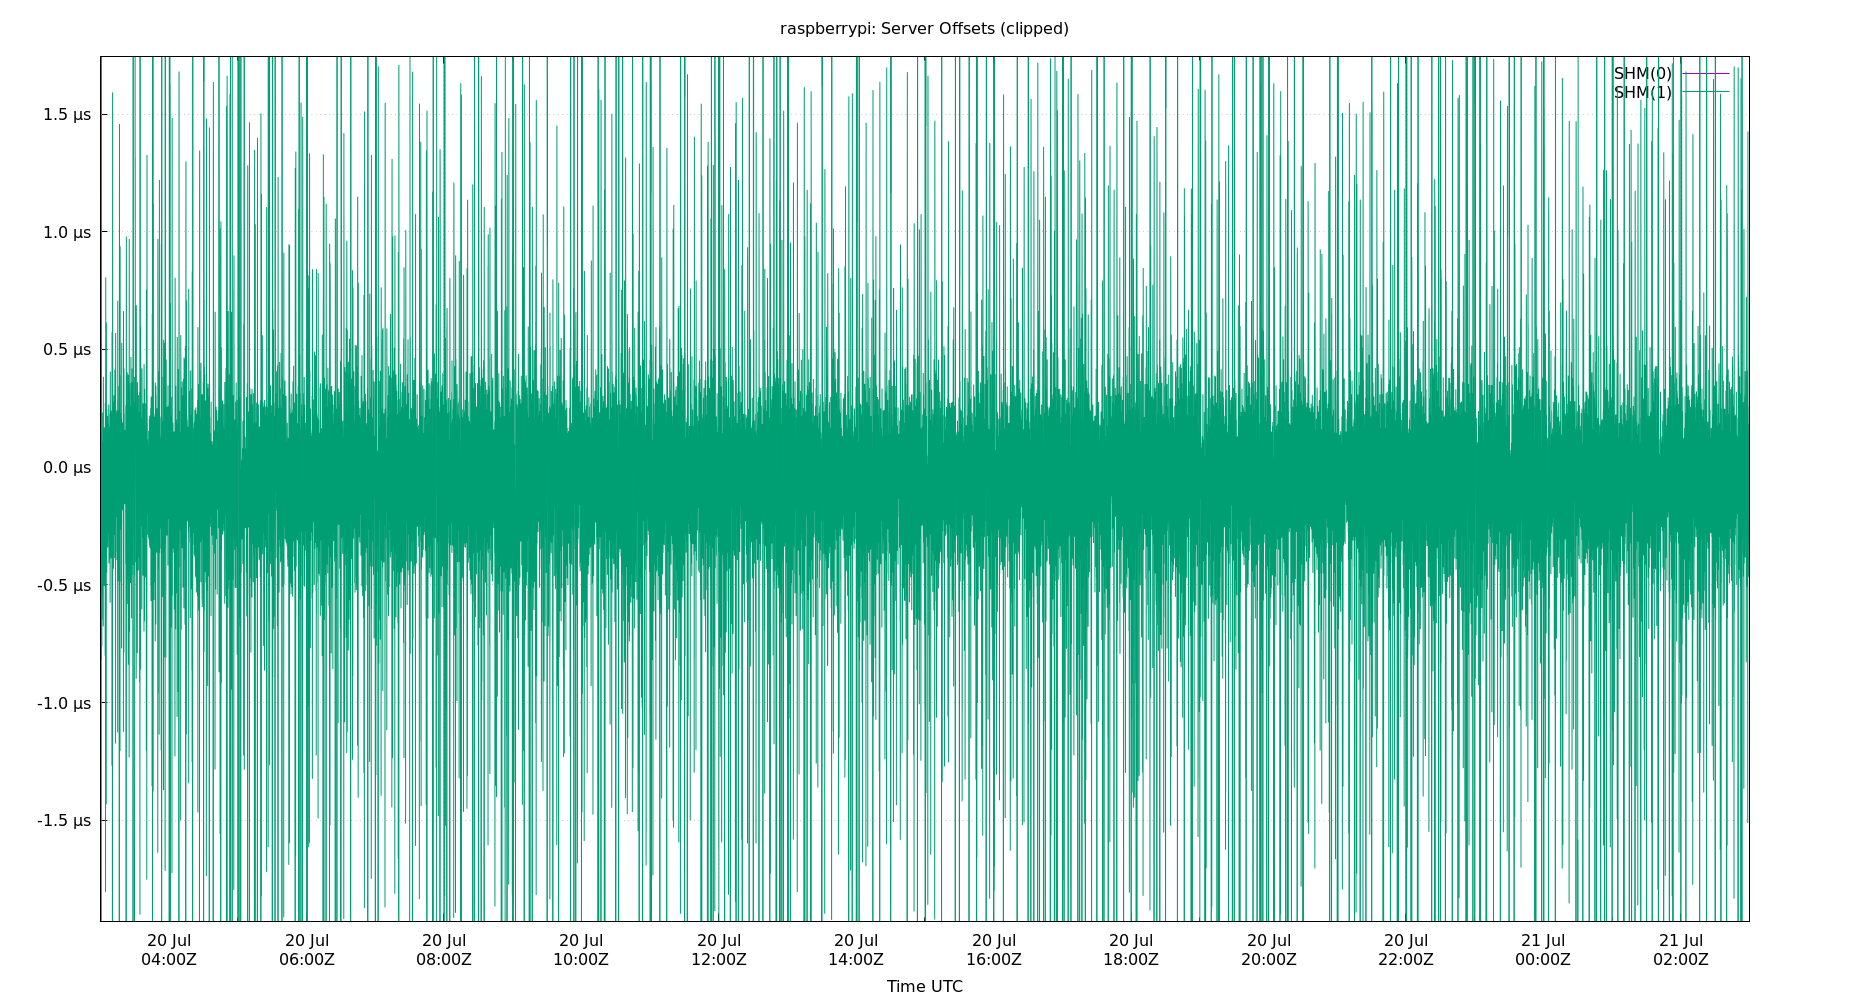 raspberrypi: Server Offsets (clipped)
SHM(0)
SHM(1)
1.5 µs
1.0 µs
0.5 µs
0.0 µs
-0.5 µs
-1.0 µs
-1.5 µs
20 Jul 20 Jul 20 Jul 20 Jul 20 Jul 20 Jul 20 Jul 20 Jul 20 Jul 20 Jul 21 Jul 21 Jul
04:00Z 06:00Z 08:00Z 10:00Z 12:00Z 14:00Z 16:00Z 18:00Z 20:00Z 22:00Z 00:00Z 02:00Z
Time UTC